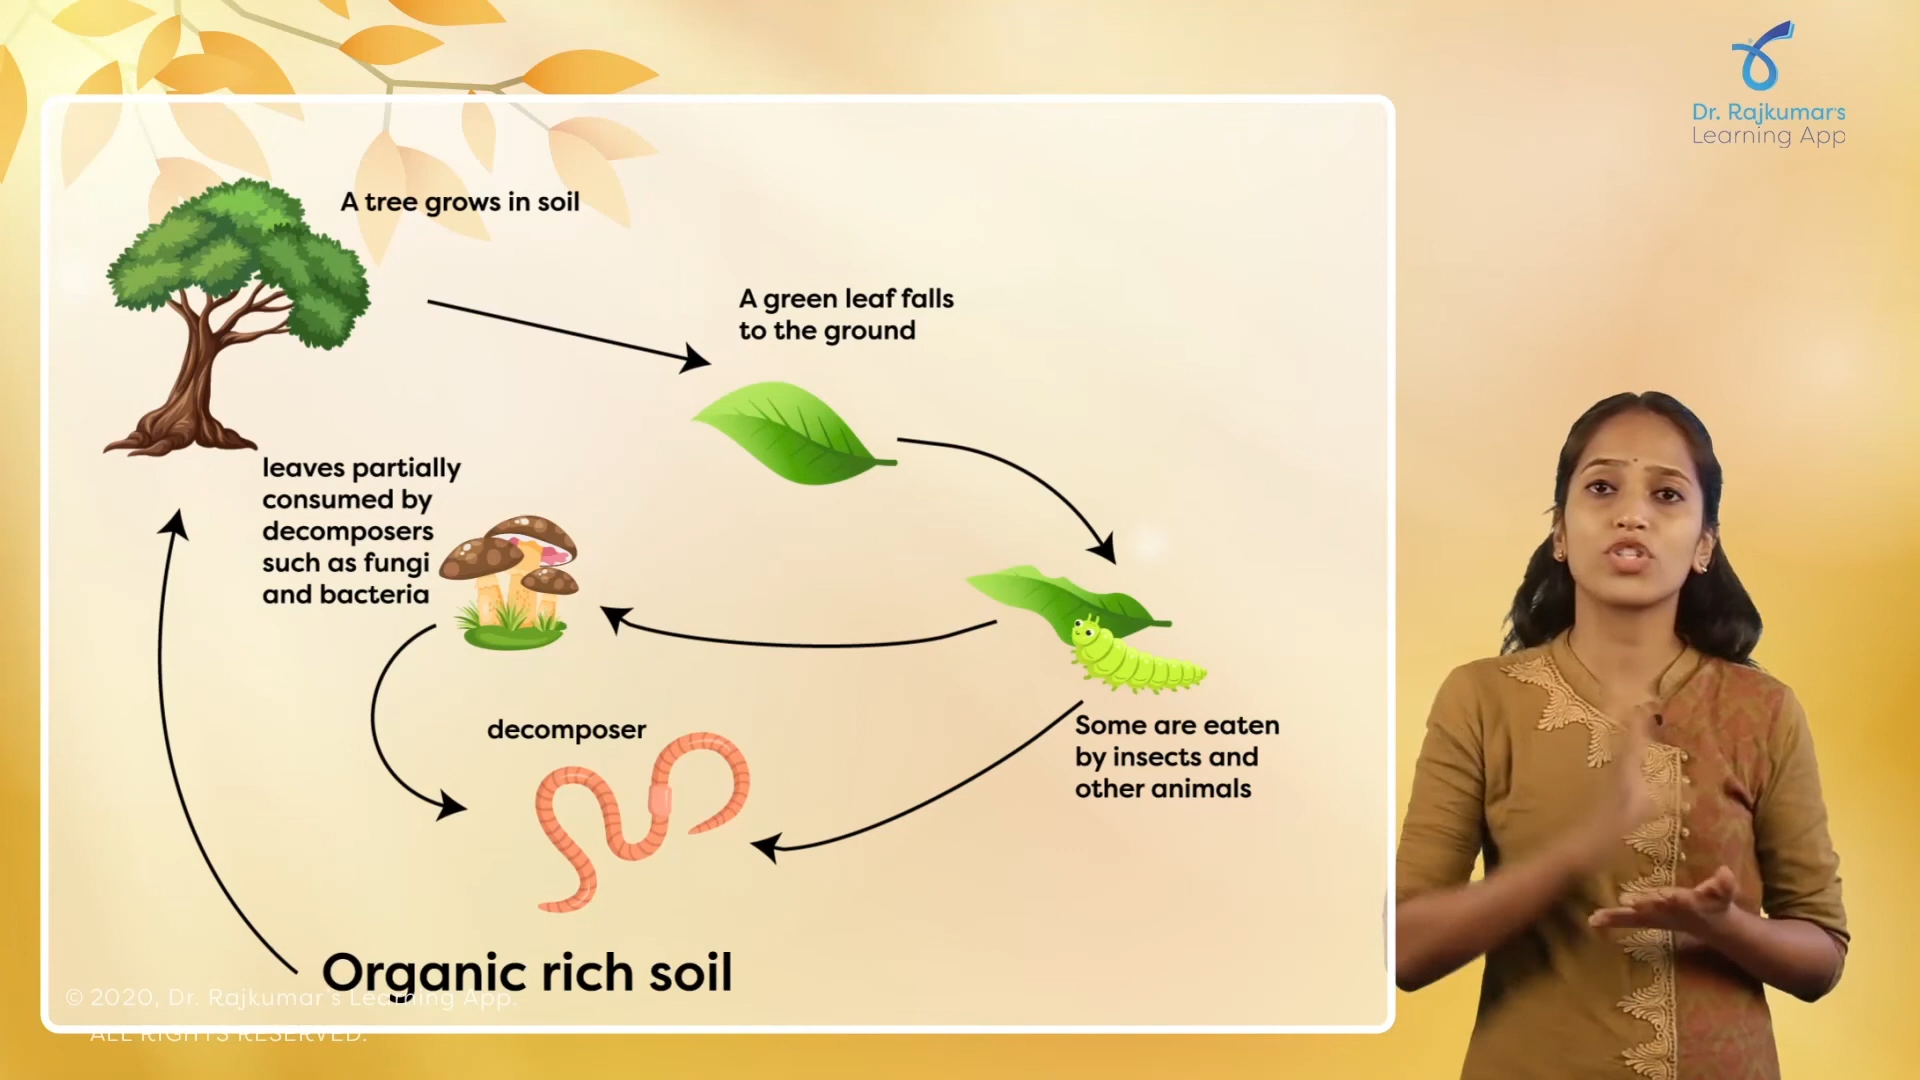 Dr. Rajkumar's
Learning App
A tree grows in soil
A green leaf falls
to the ground
leaves partially
consumed by
decomposers
such as fungi
and bacteria
decomposer
Some are eaten
by insects and
other animals
Organic rich soil
© 2020, Dr. Rajkumar's Learning App.
ALL RIGHTS RESERVED.